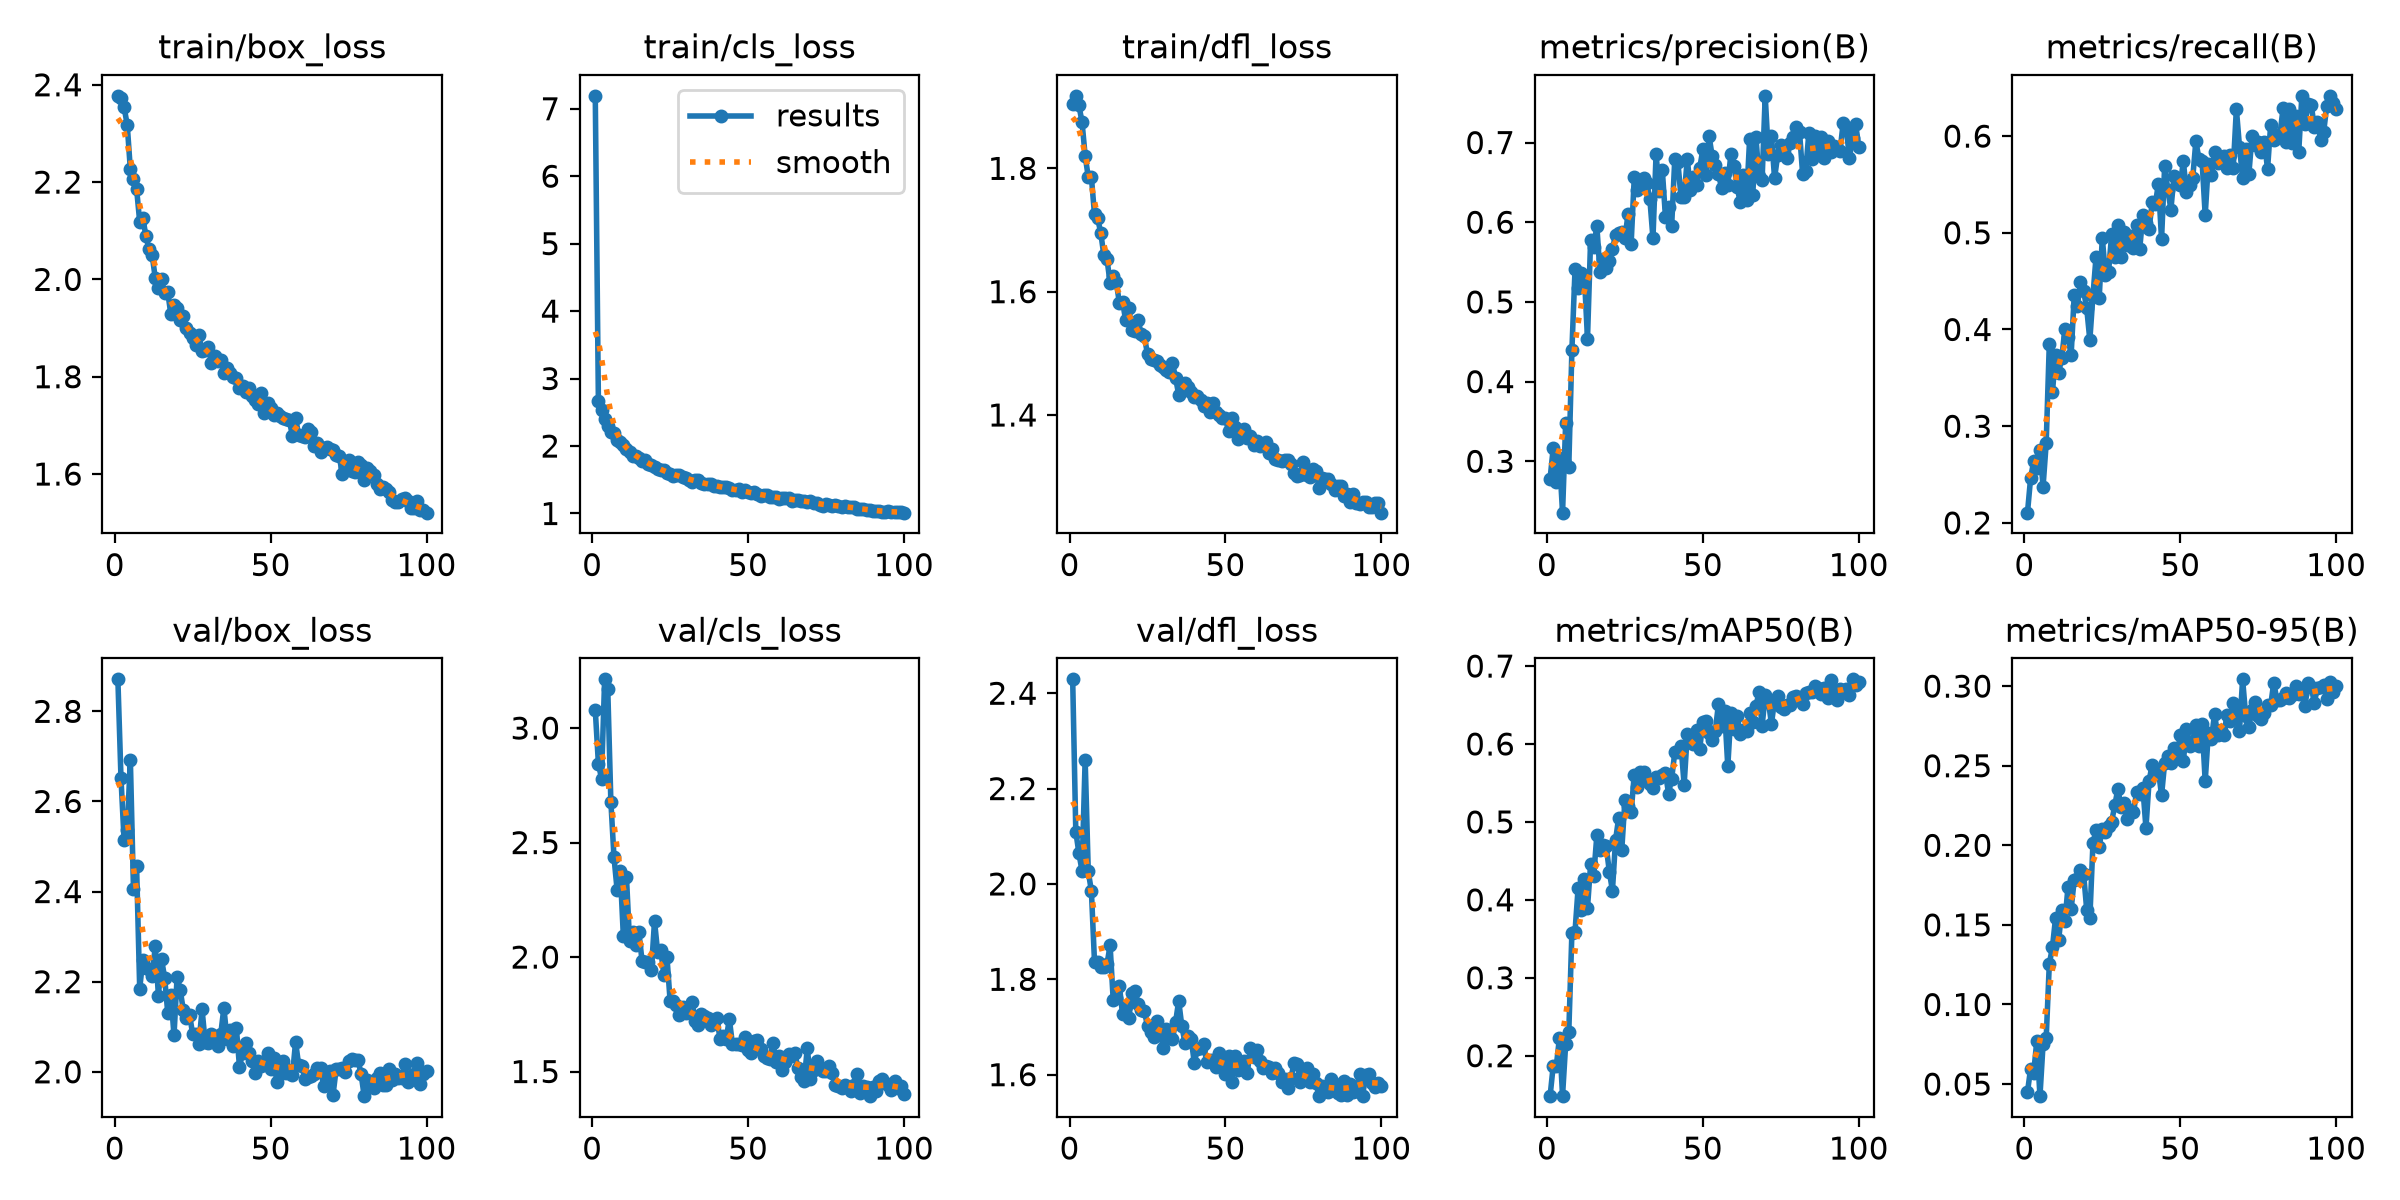 train/box_loss
2.4
2.2
2.0
1.8
1.6
0 50 100
train/cls_loss
results
smooth
7
6
5
4
3
2
1
0 50 100
train/dfl_loss
1.8
1.6
1.4
0 50 100
metrics/precision(B)
0.7
0.6
0.5
0.4
0.3
0 50 100
metrics/recall(B)
0.6
0.5
0.4
0.3
0.2
0 50 100
val/box_loss
2.8
2.6
2.4
2.2
2.0
0 50 100
val/cls_loss
3.0
2.5
2.0
1.5
0 50 100
val/dfl_loss
2.4
2.2
2.0
1.8
1.6
0 50 100
metrics/mAP50(B)
0.7
0.6
0.5
0.4
0.3
0.2
0 50 100
metrics/mAP50-95(B)
0.30
0.25
0.20
0.15
0.10
0.05
0 50 100